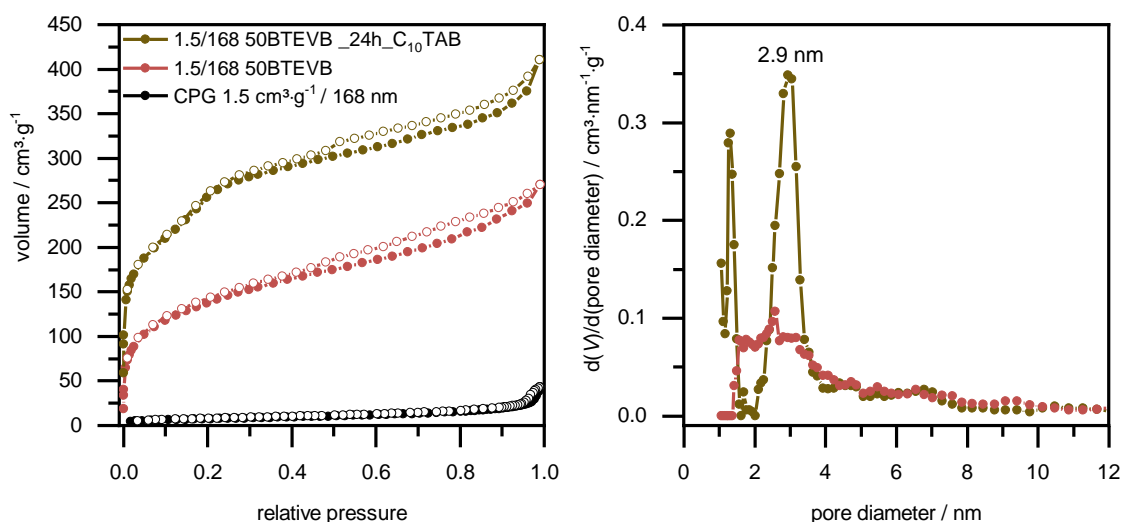 1.5/168 50BTEVB _24h_C₁₀TAB
1.5/168 50BTEVB
CPG 1.5 cm³·g⁻¹ / 168 nm
volume / cm³·g⁻¹
450
400
350
300
250
200
150
100
50
0
0.0 0.2 0.4 0.6 0.8 1.0
relative pressure
2.9 nm
d(V)/d(pore diameter) / cm³·nm⁻¹·g⁻¹
0.4
0.3
0.2
0.1
0.0
0 2 4 6 8 10 12
pore diameter / nm